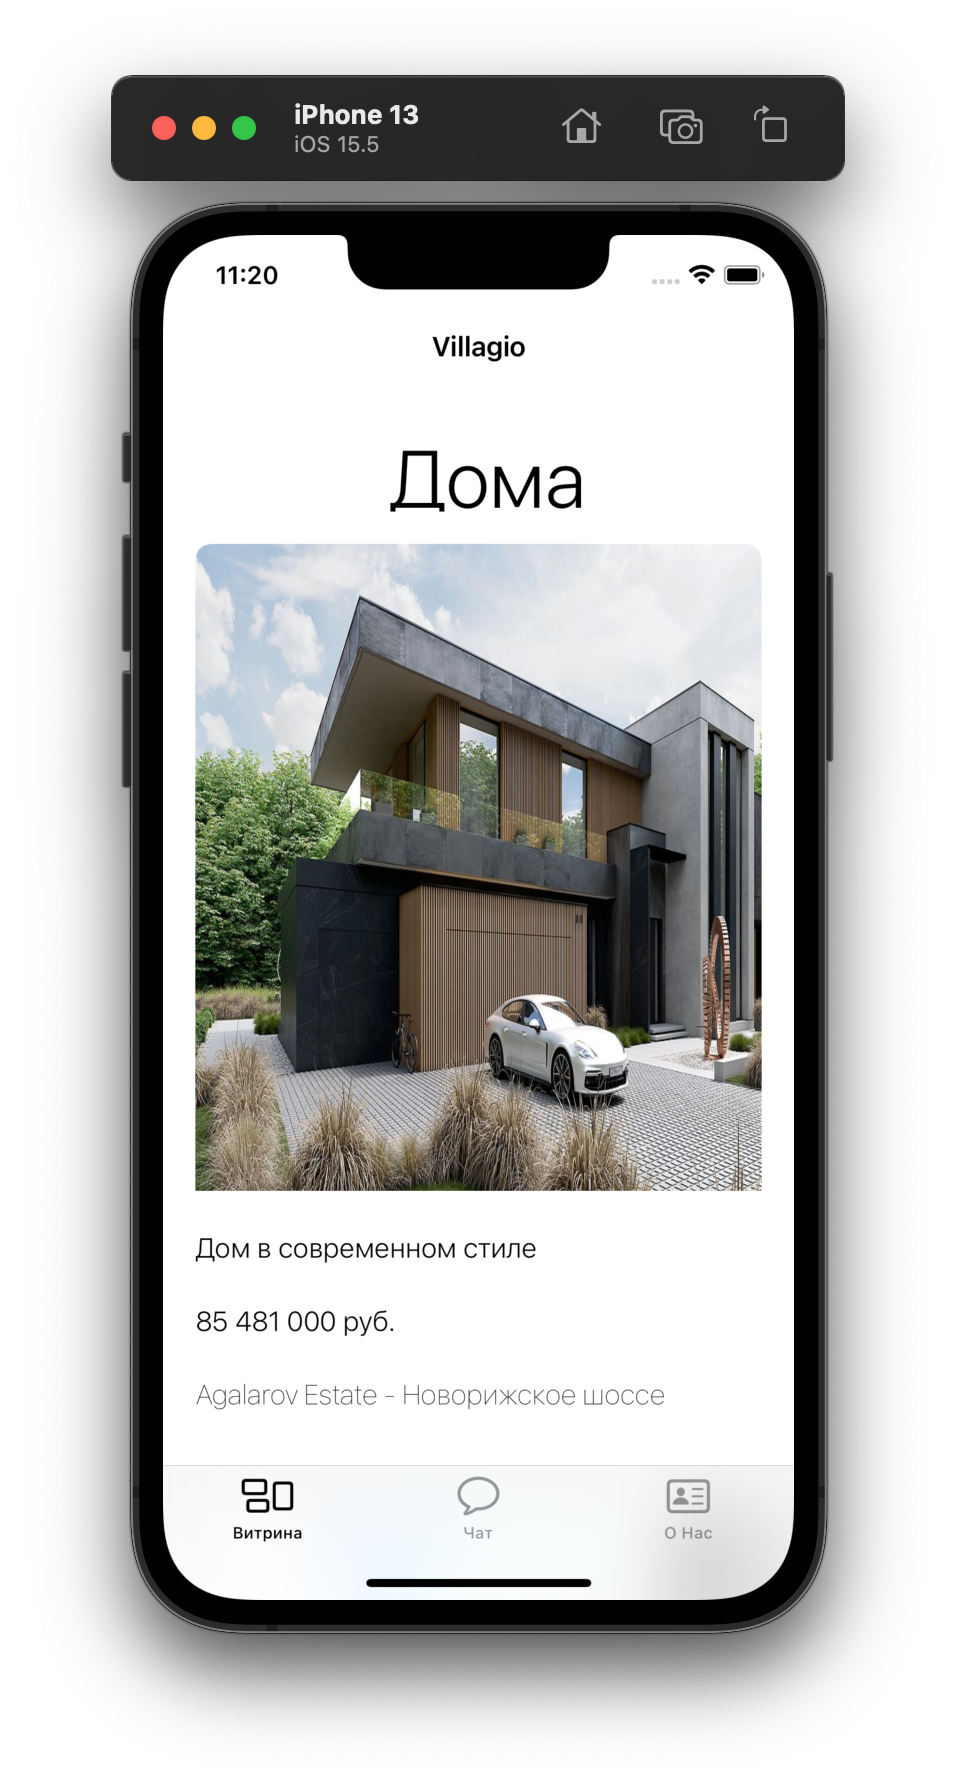 iPhone 13
iOS 15.5
11:20
Villagio
Дома
Дом в современном стиле
85 481 000 руб.
Agalarov Estate - Новорижское шоссе
Витрина
Чат
О Нас